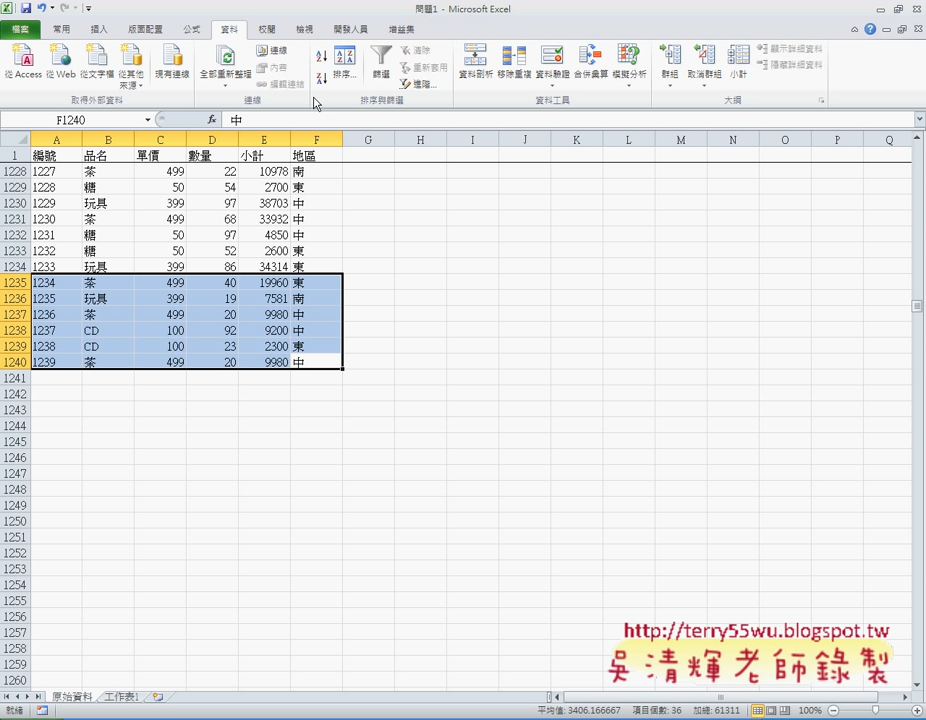 問題1 - Microsoft Excel
檔案 常用 插入 版面配置 公式 資料 校閱 檢視 開發人員 增益集
從 Access 從 Web 從文字檔 從其他來源 現有連線 全部重新整理 連線 內容 編輯連結 排序... 篩選 清除 重新套用 進階... 資料剖析 移除重複 資料驗證 合併彙算 模擬分析 群組 取消群組 小計 顯示詳細資料 隱藏詳細資料
取得外部資料 連線 排序與篩選 資料工具 大綱
F1240 fx 中
A B C D E F G H I J K L M N O P Q
1 編號 品名 單價 數量 小計 地區
1228 1227 茶 499 22 10978 南
1229 1228 糖 50 54 2700 東
1230 1229 玩具 399 97 38703 中
1231 1230 茶 499 68 33932 中
1232 1231 糖 50 97 4850 中
1233 1232 糖 50 52 2600 東
1234 1233 玩具 399 86 34314 東
1235 1234 茶 499 40 19960 東
1236 1235 玩具 399 19 7581 南
1237 1236 茶 499 20 9980 中
1238 1237 CD 100 92 9200 中
1239 1238 CD 100 23 2300 東
1240 1239 茶 499 20 9980 中
1241
1242
1243
1244
1245
1246
1247
1248
1249
1250
1251
1252
1253
1254
1255
1256
1257
1258
1259
1260
http://terry55wu.blogspot.tw
吳清輝老師錄製
原始資料 工作表1
就緒 平均值: 3406.166667 項目個數: 36 加總: 61311 100%